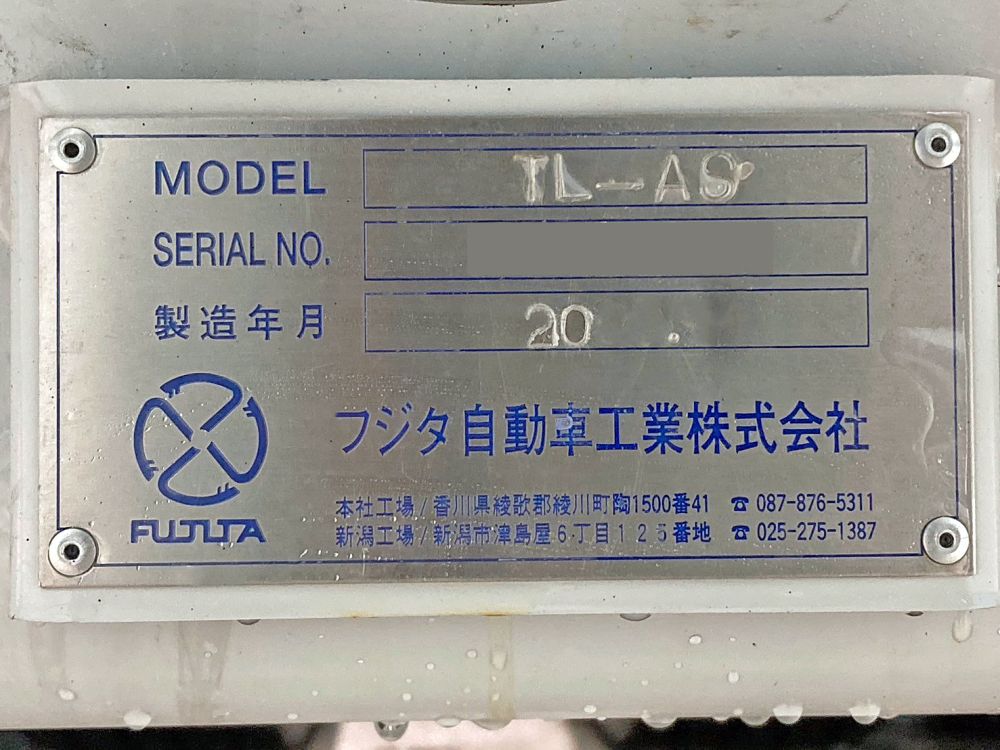 MODEL TL-A8
SERIAL NO.
製造年月 20 .
フジタ自動車工業株式会社
FUJITA
本社工場/香川県綾歌郡綾川町陶1500番41 ☎ 087-876-5311
新潟工場/新潟市津島屋6丁目125番地 ☎ 025-275-1387